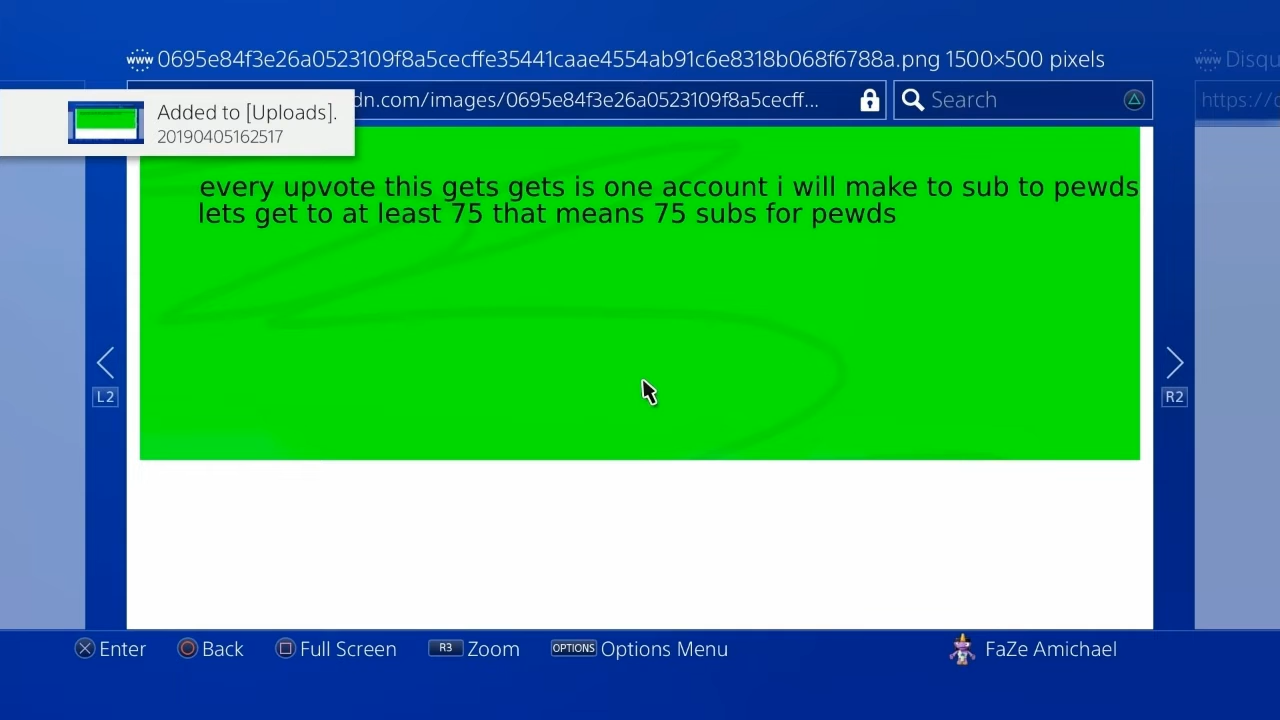 www 0695e84f3e26a0523109f8a5cecffe35441caae4554ab91c6e8318b068f6788a.png 1500×500 pixels
www Disqu
dn.com/images/0695e84f3e26a0523109f8a5cecff...
Search
https://
Added to [Uploads].
20190405162517
every upvote this gets gets is one account i will make to sub to pewds
lets get to at least 75 that means 75 subs for pewds
L2
R2
Enter
Back
Full Screen
R3 Zoom
OPTIONS Options Menu
FaZe Amichael